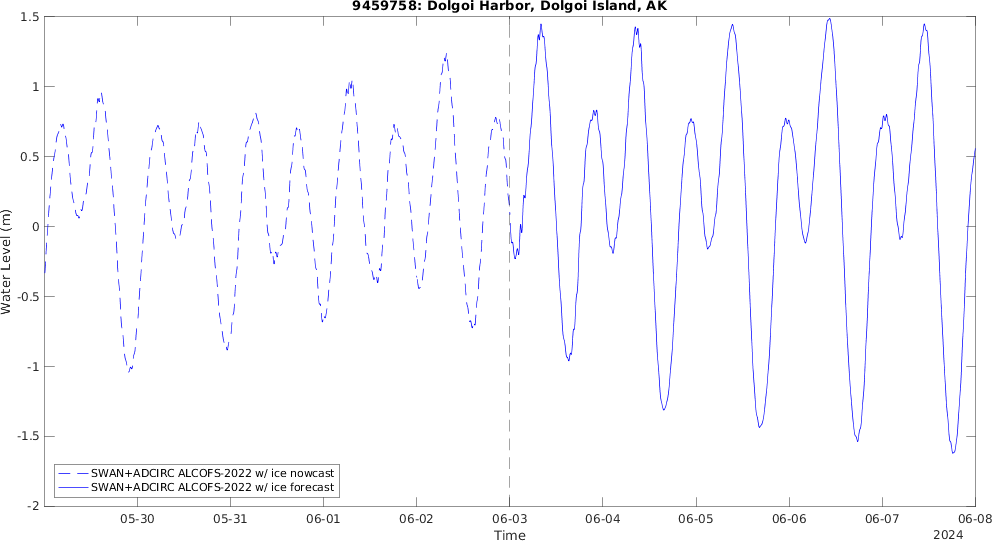 9459758: Dolgoi Harbor, Dolgoi Island, AK
1.5
1
0.5
0
-0.5
-1
-1.5
-2
Water Level (m)
SWAN+ADCIRC ALCOFS-2022 w/ ice nowcast
SWAN+ADCIRC ALCOFS-2022 w/ ice forecast
05-30 05-31 06-01 06-02 06-03 06-04 06-05 06-06 06-07 06-08
Time
2024